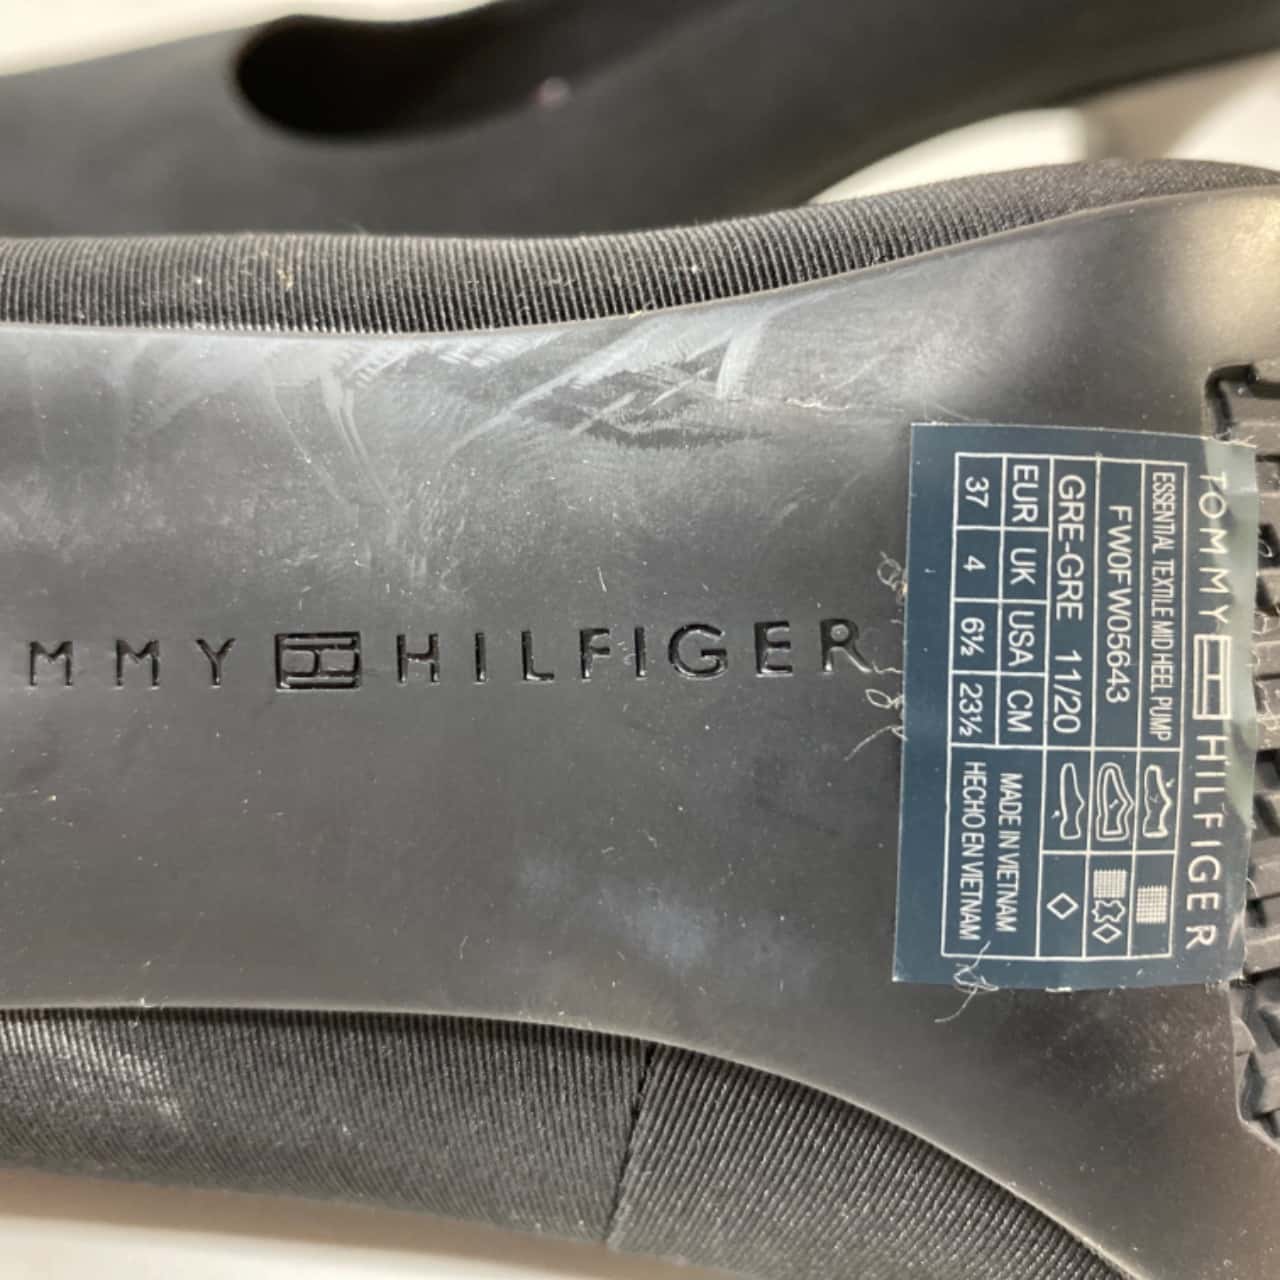 MMY HILFIGER
TOMMY HILFIGER
ESSENTIAL TEXTILE MID HEEL PUMP
FW0FW05643
GRE-GRE 11/20
EUR UK USA CM
37 4 6½ 23½
MADE IN VIETNAM
HECHO EN VIETNAM